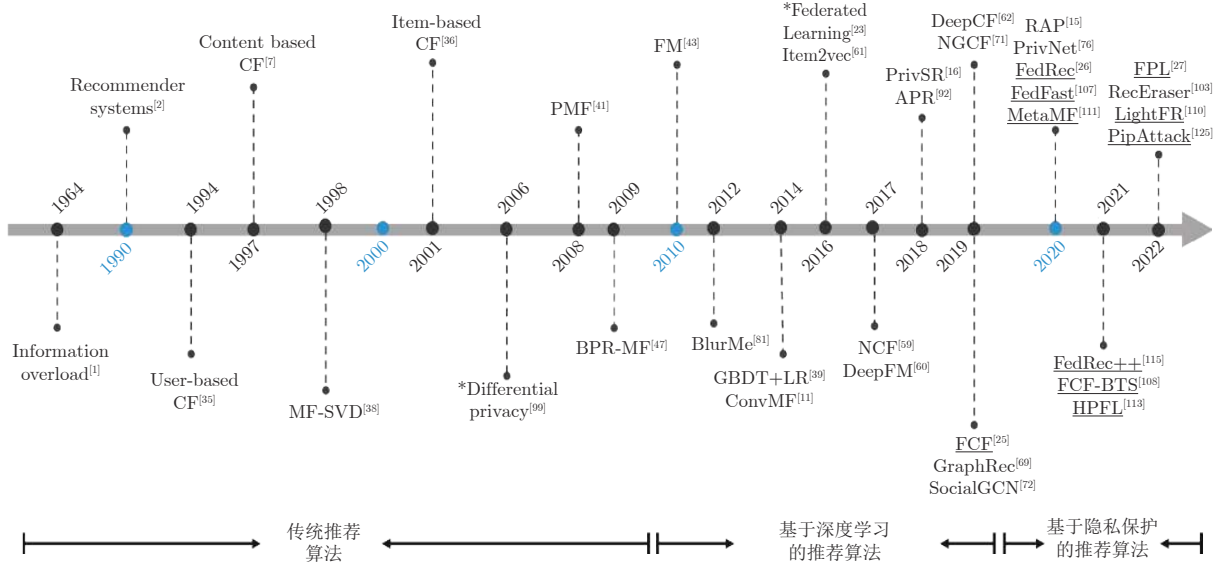 *Federated
Learning[23]
Item2vec[61]
DeepCF[62]
NGCF[71]
RAP[15]
PrivNet[76]
FedRec[26]
FedFast[107]
MetaMF[111]
Item-based
CF[36]
Content based
CF[7]
FM[43]
FPL[27]
RecEraser[103]
LightFR[110]
PipAttack[125]
Recommender
systems[2]
PrivSR[16]
APR[92]
PMF[41]
1964
1994
1998
2006
2009
2012
2014
2017
2021
1990
1997
2000
2001
2008
2010
2016
2018
2019
2020
2022
Information
overload[1]
User-based
CF[35]
MF-SVD[38]
*Differential
privacy[99]
BPR-MF[47]
BlurMe[81]
GBDT+LR[39]
ConvMF[11]
NCF[59]
DeepFM[60]
FedRec++[115]
FCF-BTS[108]
HPFL[113]
FCF[25]
GraphRec[69]
SocialGCN[72]
传统推荐
算法
基于深度学习
的推荐算法
基于隐私保护
的推荐算法